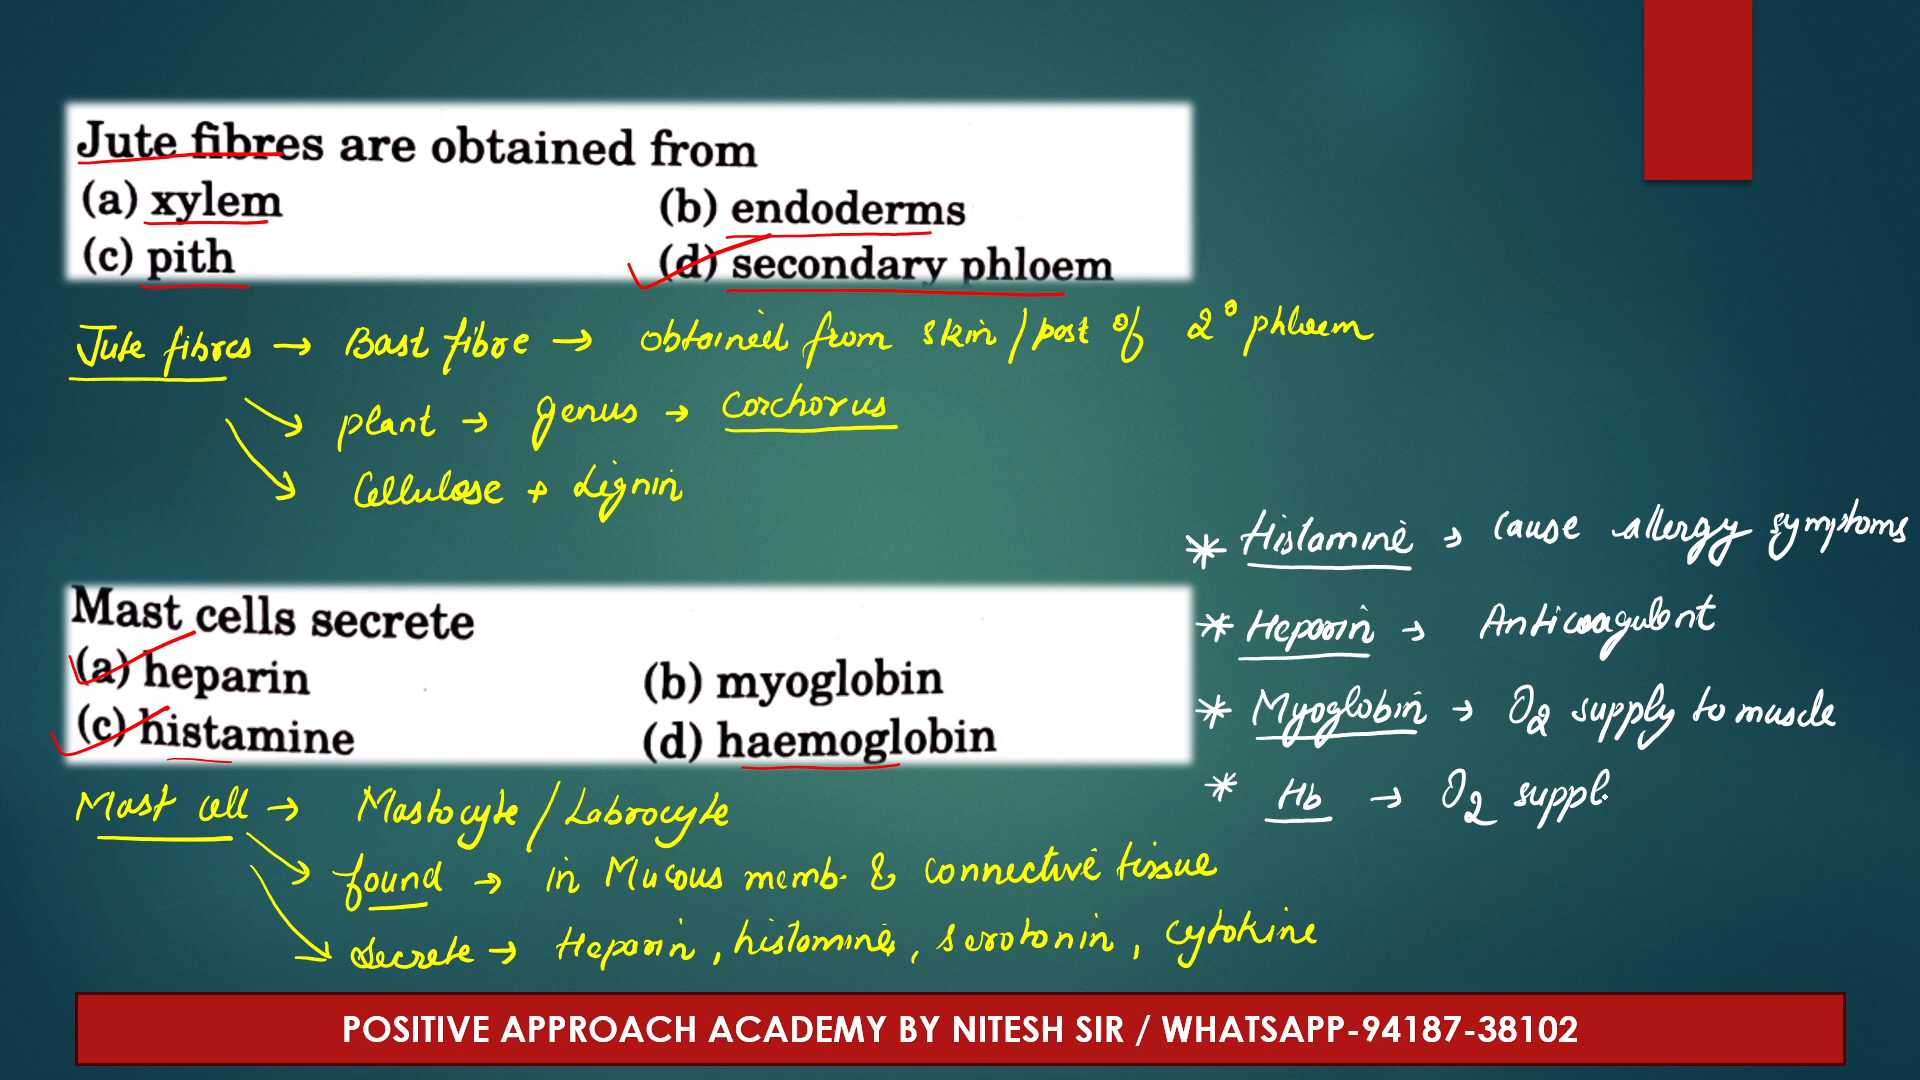 Jute fibres are obtained from
(a) xylem (b) endoderms
(c) pith (d) secondary phloem
Jute fibres → Bast fibre → obtained from skin / part of 2° phloem
→ plant → genus → Corchorus
→ Cellulose + Lignin
* Histamine → cause allergy symptoms
* Heparin → Anticoagulant
* Myoglobin → O2 supply to muscle
* Hb → O2 suppl.
Mast cells secrete
(a) heparin (b) myoglobin
(c) histamine (d) haemoglobin
Mast cell → Mastocyte / Labrocyte
→ found → in Mucous memb. & connective tissue
→ Secrete → Heparin, histamine, serotonin, cytokine
POSITIVE APPROACH ACADEMY BY NITESH SIR / WHATSAPP-94187-38102